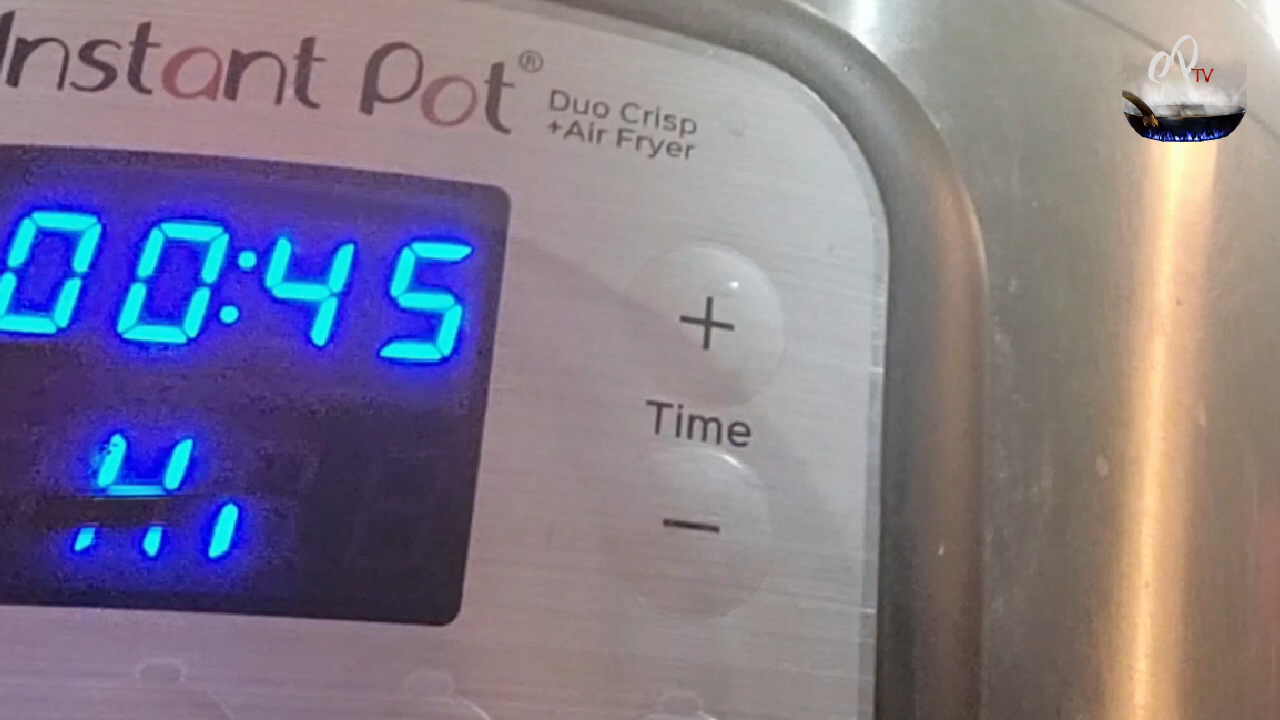 Instant Pot®
Duo Crisp
+Air Fryer
00:45
Hi
+
Time
−
TV